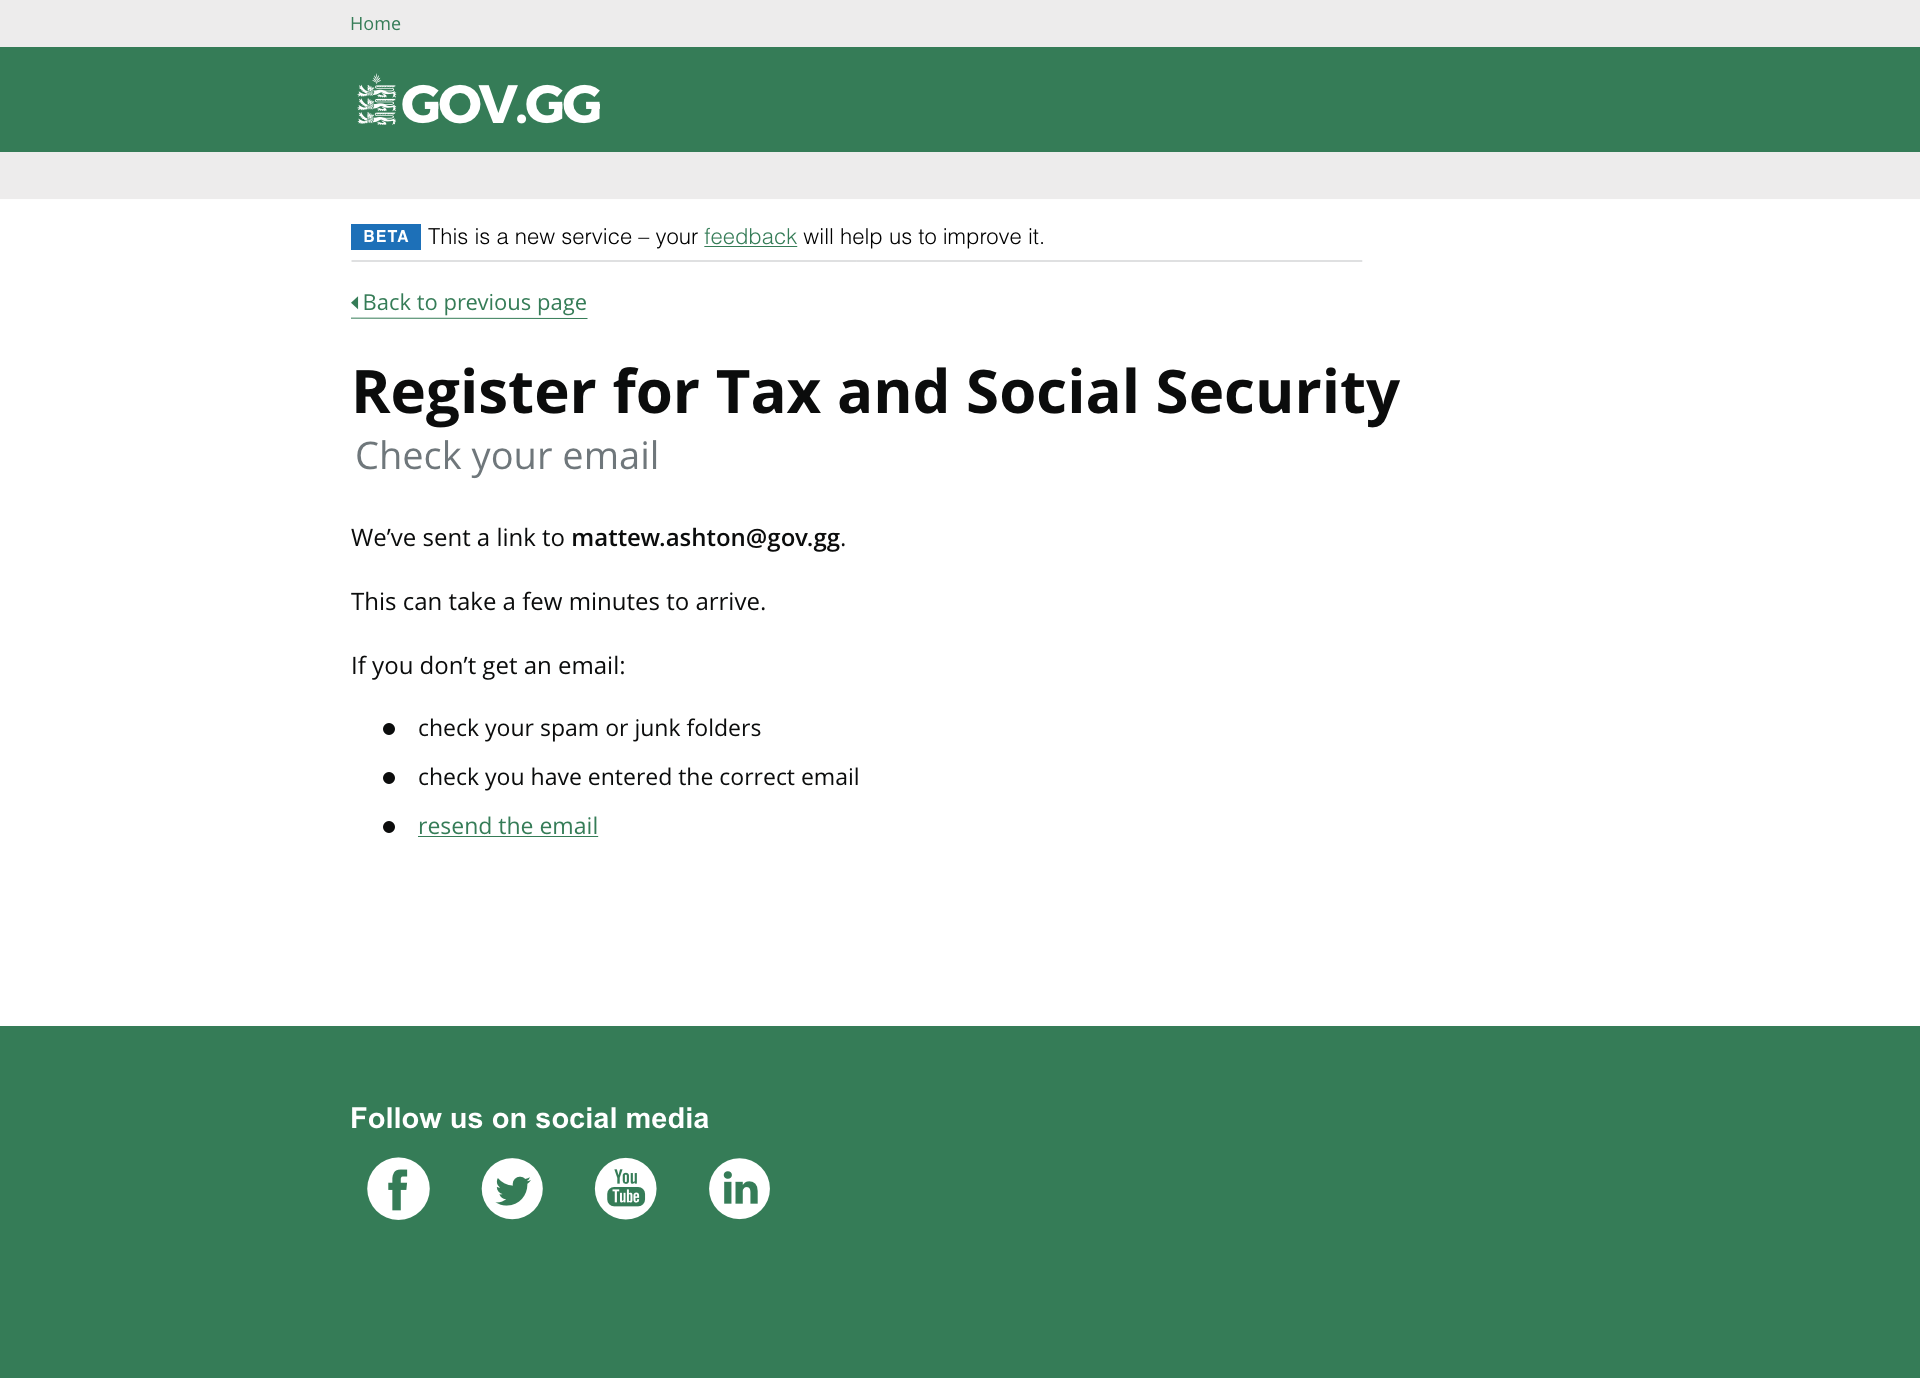 Home
GOV.GG
BETA This is a new service – your feedback will help us to improve it.
Back to previous page
Register for Tax and Social Security
Check your email
We’ve sent a link to mattew.ashton@gov.gg.
This can take a few minutes to arrive.
If you don’t get an email:
● check your spam or junk folders
● check you have entered the correct email
● resend the email
Follow us on social media
f You Tube in